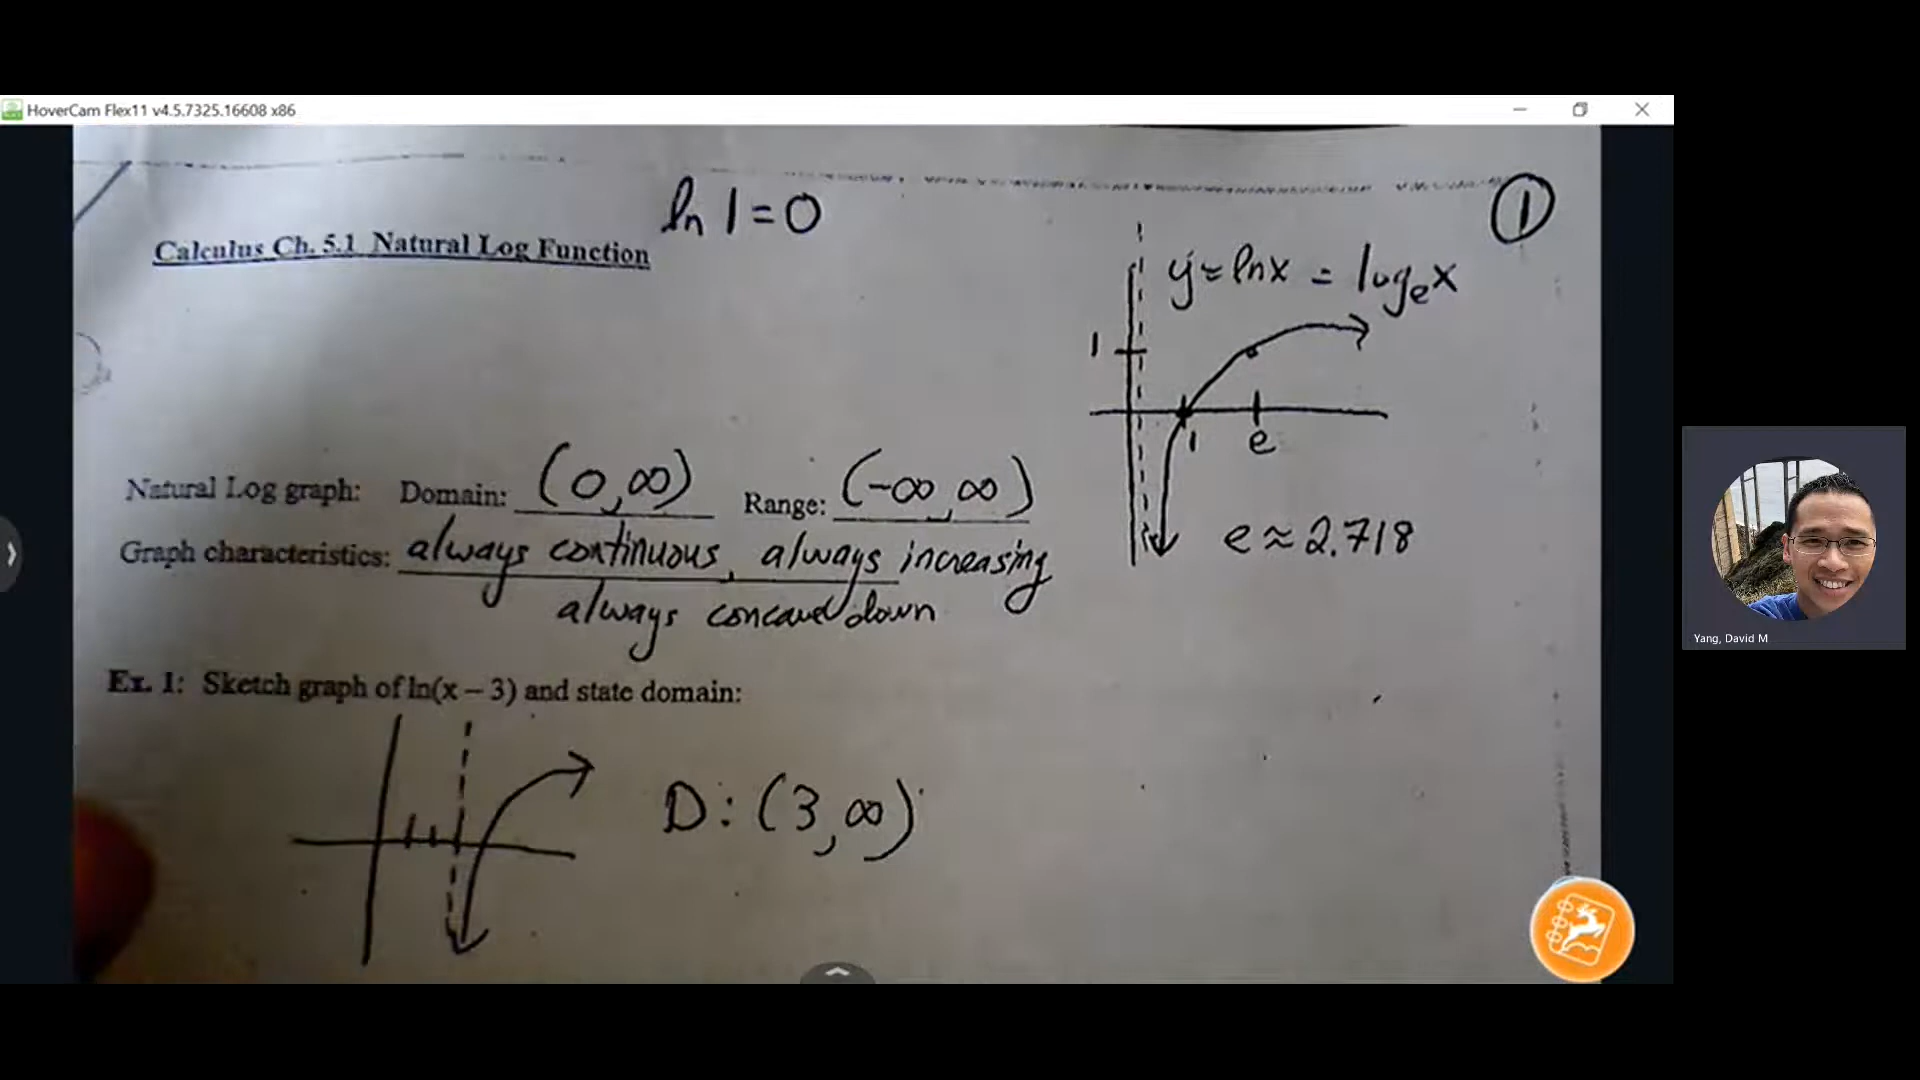 HoverCam Flex11 v4.5.7325.16608 x86
ln 1 = 0
1
Calculus Ch. 5.1 Natural Log Function
y = ln x = log_e x
1
1
e
Natural Log graph: Domain: (0, ∞) Range: (-∞, ∞)
e ≈ 2.718
Graph characteristics: always continuous, always increasing
always concave down
Yang, David M
Ex. 1: Sketch graph of ln(x – 3) and state domain:
D: (3, ∞)